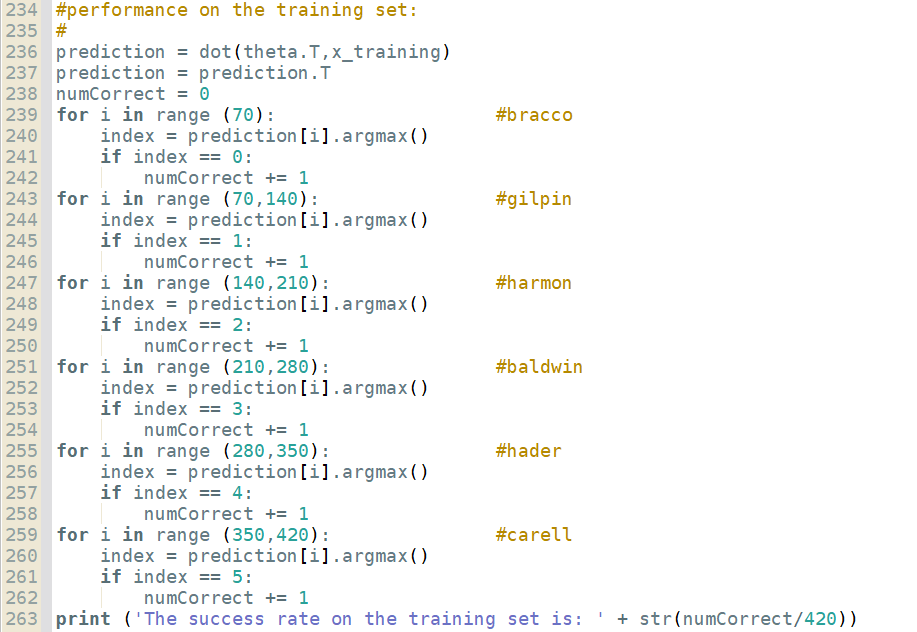 234 #performance on the training set:
235 #
236 prediction = dot(theta.T,x_training)
237 prediction = prediction.T
238 numCorrect = 0
239 for i in range (70):                    #bracco
240     index = prediction[i].argmax()
241     if index == 0:
242         numCorrect += 1
243 for i in range (70,140):                #gilpin
244     index = prediction[i].argmax()
245     if index == 1:
246         numCorrect += 1
247 for i in range (140,210):               #harmon
248     index = prediction[i].argmax()
249     if index == 2:
250         numCorrect += 1
251 for i in range (210,280):               #baldwin
252     index = prediction[i].argmax()
253     if index == 3:
254         numCorrect += 1
255 for i in range (280,350):               #hader
256     index = prediction[i].argmax()
257     if index == 4:
258         numCorrect += 1
259 for i in range (350,420):               #carell
260     index = prediction[i].argmax()
261     if index == 5:
262         numCorrect += 1
263 print ('The success rate on the training set is: ' + str(numCorrect/420))